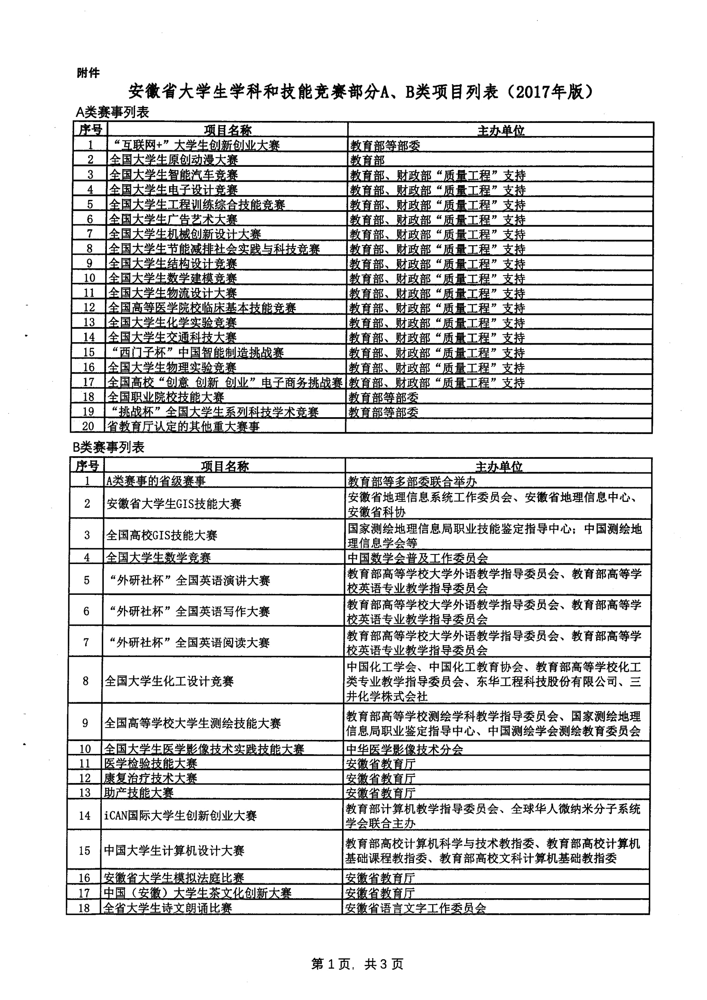 附件
安徽省大学生学科和技能竞赛部分A、B类项目列表（2017年版）
A类赛事列表
序号 项目名称 主办单位
1 “互联网+”大学生创新创业大赛 教育部等部委
2 全国大学生原创动漫大赛 教育部
3 全国大学生智能汽车竞赛 教育部、财政部“质量工程”支持
4 全国大学生电子设计竞赛 教育部、财政部“质量工程”支持
5 全国大学生工程训练综合技能竞赛 教育部、财政部“质量工程”支持
6 全国大学生广告艺术大赛 教育部、财政部“质量工程”支持
7 全国大学生机械创新设计大赛 教育部、财政部“质量工程”支持
8 全国大学生节能减排社会实践与科技竞赛 教育部、财政部“质量工程”支持
9 全国大学生结构设计竞赛 教育部、财政部“质量工程”支持
10 全国大学生数学建模竞赛 教育部、财政部“质量工程”支持
11 全国大学生物流设计大赛 教育部、财政部“质量工程”支持
12 全国高等医学院校临床基本技能竞赛 教育部、财政部“质量工程”支持
13 全国大学生化学实验竞赛 教育部、财政部“质量工程”支持
14 全国大学生交通科技大赛 教育部、财政部“质量工程”支持
15 “西门子杯”中国智能制造挑战赛 教育部、财政部“质量工程”支持
16 全国大学生物理实验竞赛 教育部、财政部“质量工程”支持
17 全国高校“创意 创新 创业”电子商务挑战赛 教育部、财政部“质量工程”支持
18 全国职业院校技能大赛 教育部等部委
19 “挑战杯”全国大学生系列科技学术竞赛 教育部等部委
20 省教育厅认定的其他重大赛事
B类赛事列表
序号 项目名称 主办单位
1 A类赛事的省级赛事 教育部等多部委联合举办
2 安徽省大学生GIS技能大赛 安徽省地理信息系统工作委员会、安徽省地理信息中心、
安徽省科协
3 全国高校GIS技能大赛 国家测绘地理信息局职业技能鉴定指导中心；中国测绘地
理信息学会等
4 全国大学生数学竞赛 中国数学会普及工作委员会
5 “外研社杯”全国英语演讲大赛 教育部高等学校大学外语教学指导委员会、教育部高等学
校英语专业教学指导委员会
6 “外研社杯”全国英语写作大赛 教育部高等学校大学外语教学指导委员会、教育部高等学
校英语专业教学指导委员会
7 “外研社杯”全国英语阅读大赛 教育部高等学校大学外语教学指导委员会、教育部高等学
校英语专业教学指导委员会
8 全国大学生化工设计竞赛 中国化工学会、中国化工教育协会、教育部高等学校化工
类专业教学指导委员会、东华工程科技股份有限公司、三
井化学株式会社
9 全国高等学校大学生测绘技能大赛 教育部高等学校测绘学科教学指导委员会、国家测绘地理
信息局职业鉴定指导中心、中国测绘学会测绘教育委员会
10 全国大学生医学影像技术实践技能大赛 中华医学影像技术分会
11 医学检验技能大赛 安徽省教育厅
12 康复治疗技术大赛 安徽省教育厅
13 助产技能大赛 安徽省教育厅
14 iCAN国际大学生创新创业大赛 教育部计算机教学指导委员会、全球华人微纳米分子系统
学会联合主办
15 中国大学生计算机设计大赛 教育部高校计算机科学与技术教指委、教育部高校计算机
基础课程教指委、教育部高校文科计算机基础教指委
16 安徽省大学生模拟法庭比赛 安徽省教育厅
17 中国（安徽）大学生茶文化创新大赛 安徽省教育厅
18 全省大学生诗文朗诵比赛 安徽省语言文字工作委员会
第 1 页，共 3 页